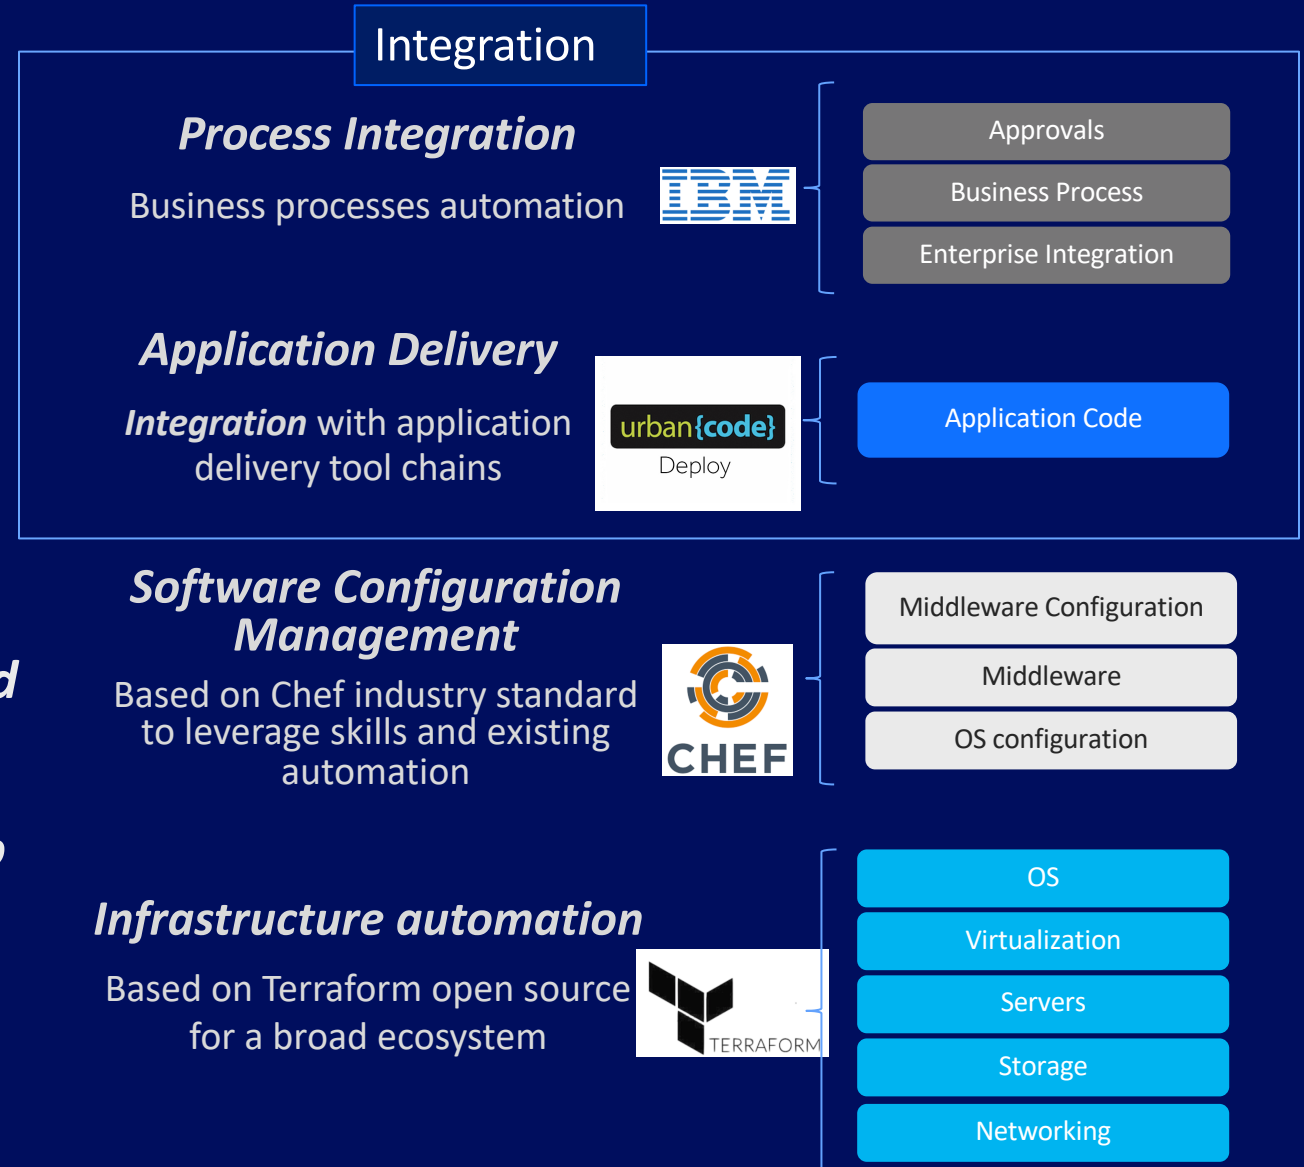 Integration
Process Integration
Business processes automation
IBM
Approvals
Business Process
Enterprise Integration
Application Delivery
Integration with application
delivery tool chains
urban{code}
Deploy
Application Code
Software Configuration
Management
Based on Chef industry standard
to leverage skills and existing
automation
CHEF
Middleware Configuration
Middleware
OS configuration
Infrastructure automation
Based on Terraform open source
for a broad ecosystem
TERRAFORM
OS
Virtualization
Servers
Storage
Networking